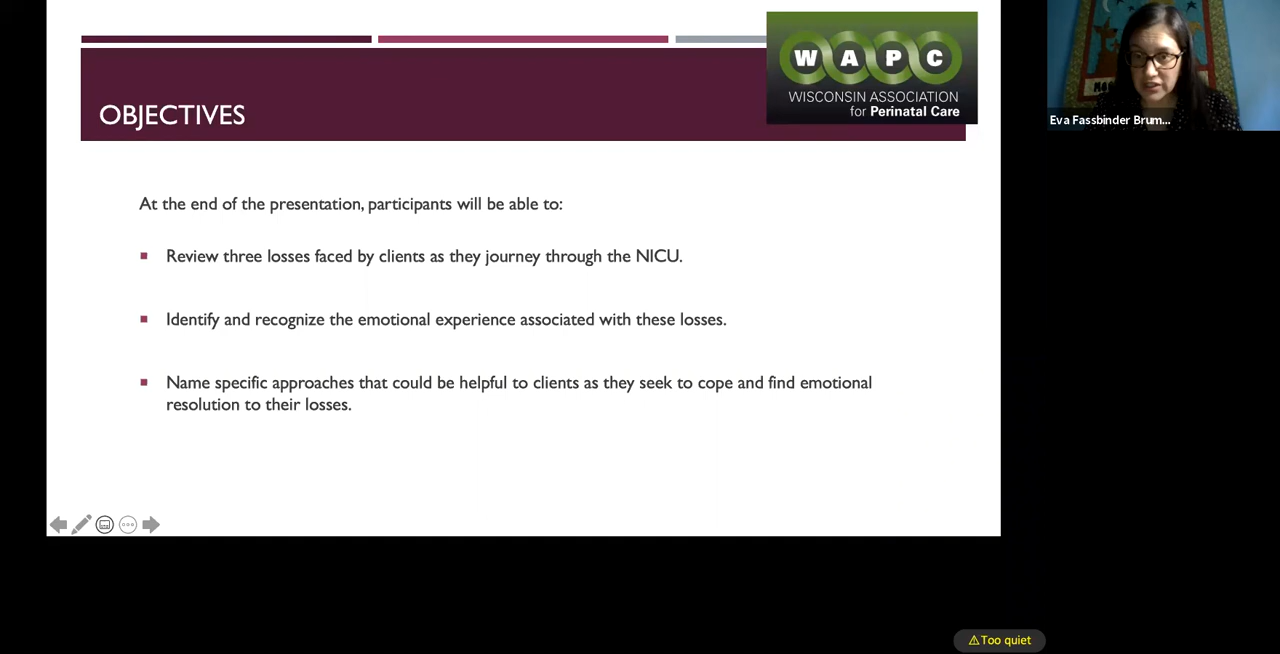 OBJECTIVES
W A P C
WISCONSIN ASSOCIATION
for Perinatal Care
Eva Fassbinder Brum...
At the end of the presentation, participants will be able to:
▪ Review three losses faced by clients as they journey through the NICU.
▪ Identify and recognize the emotional experience associated with these losses.
▪ Name specific approaches that could be helpful to clients as they seek to cope and find emotional
resolution to their losses.
Too quiet